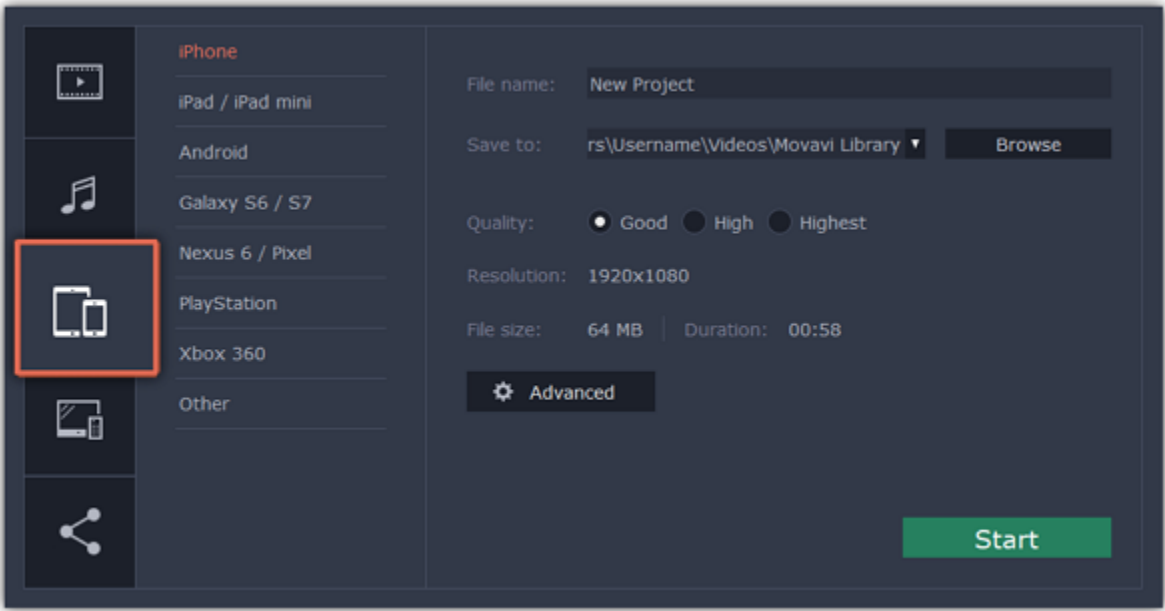 iPhone
iPad / iPad mini
Android
Galaxy S6 / S7
Nexus 6 / Pixel
PlayStation
Xbox 360
Other
File name: New Project
Save to: rs\Username\Videos\Movavi Library Browse
Quality: Good High Highest
Resolution: 1920x1080
File size: 64 MB Duration: 00:58
Advanced
Start